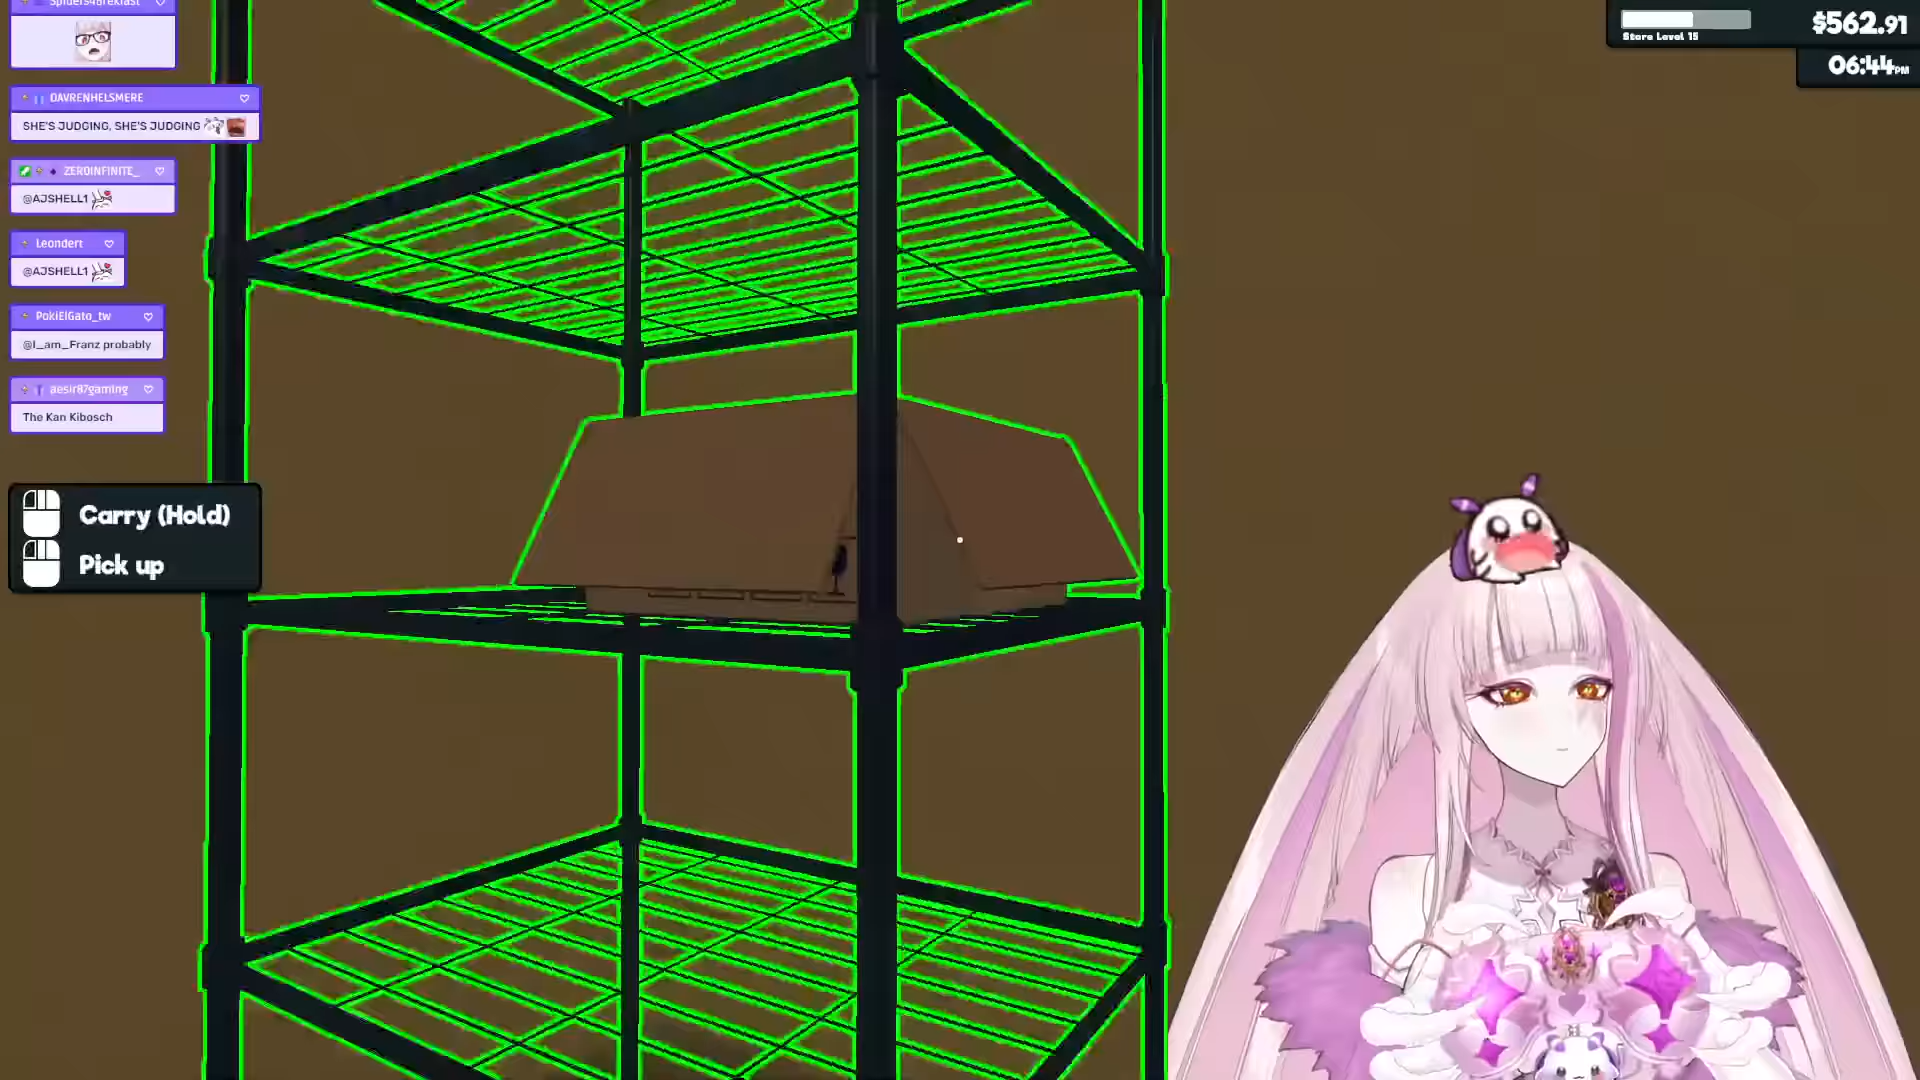 Spiders4Brekfast
DAVRENHELSMERE
SHE'S JUDGING, SHE'S JUDGING
ZEROINFINITE_
@AJSHELL1
Leondert
@AJSHELL1
PokiElGato_tw
@I_am_Franz probably
aesir87gaming
The Kan Kibosch
Carry (Hold)
Pick up
$562.91
Store Level 15
06:44PM